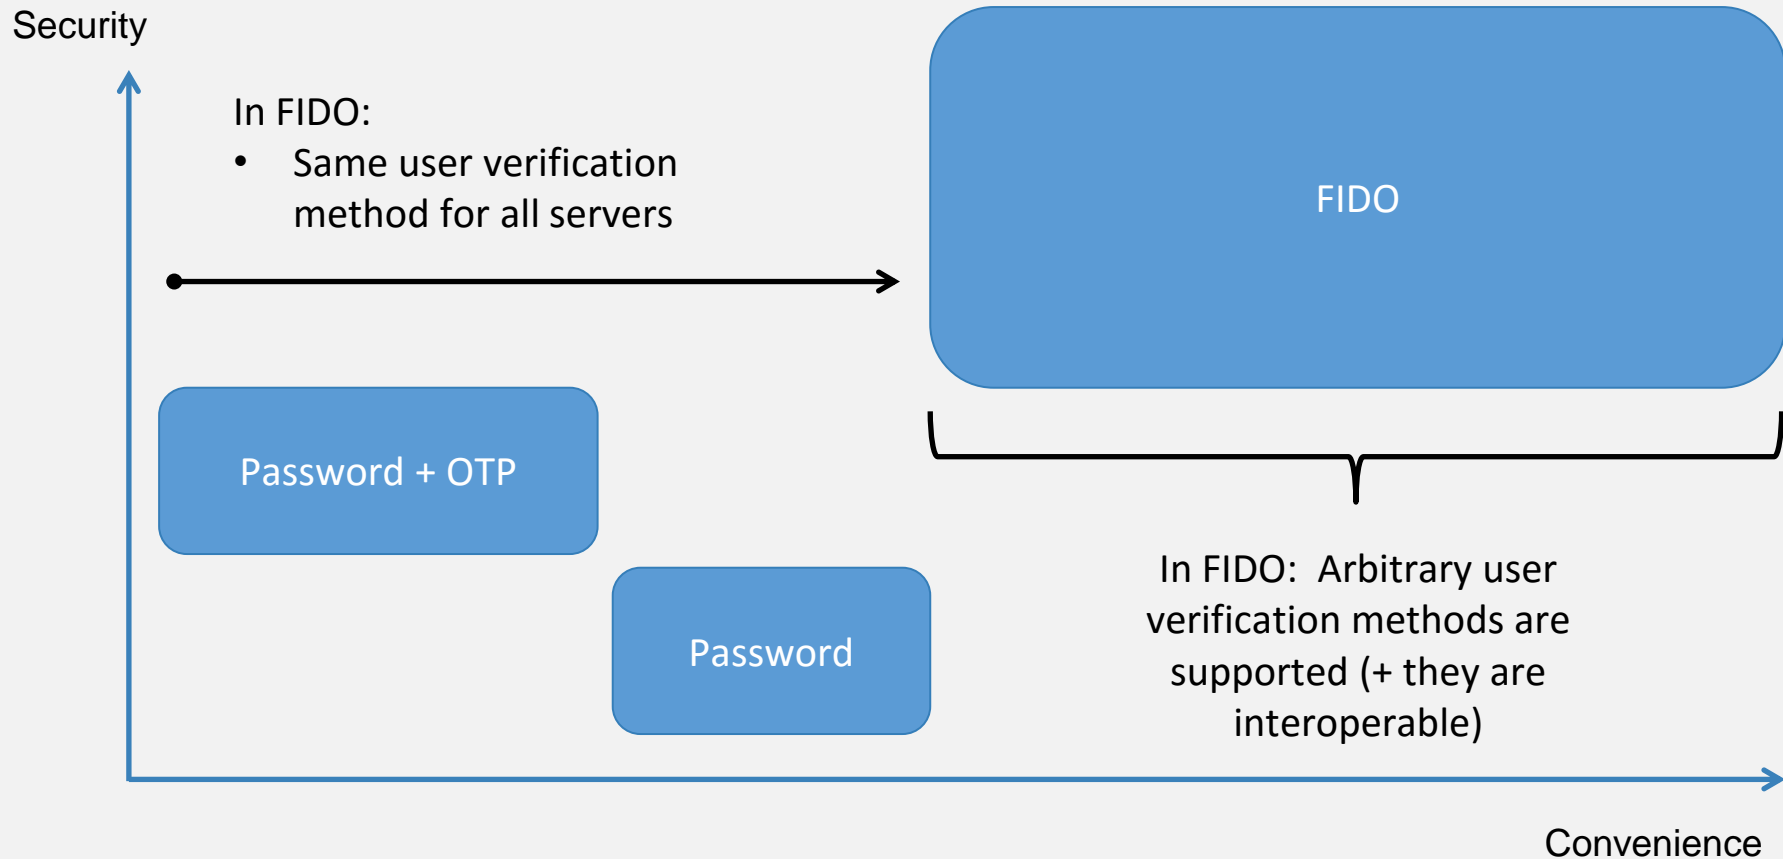 Security
In FIDO:
• Same user verification
method for all servers
FIDO
Password + OTP
Password
In FIDO:  Arbitrary user
verification methods are
supported (+ they are
interoperable)
Convenience